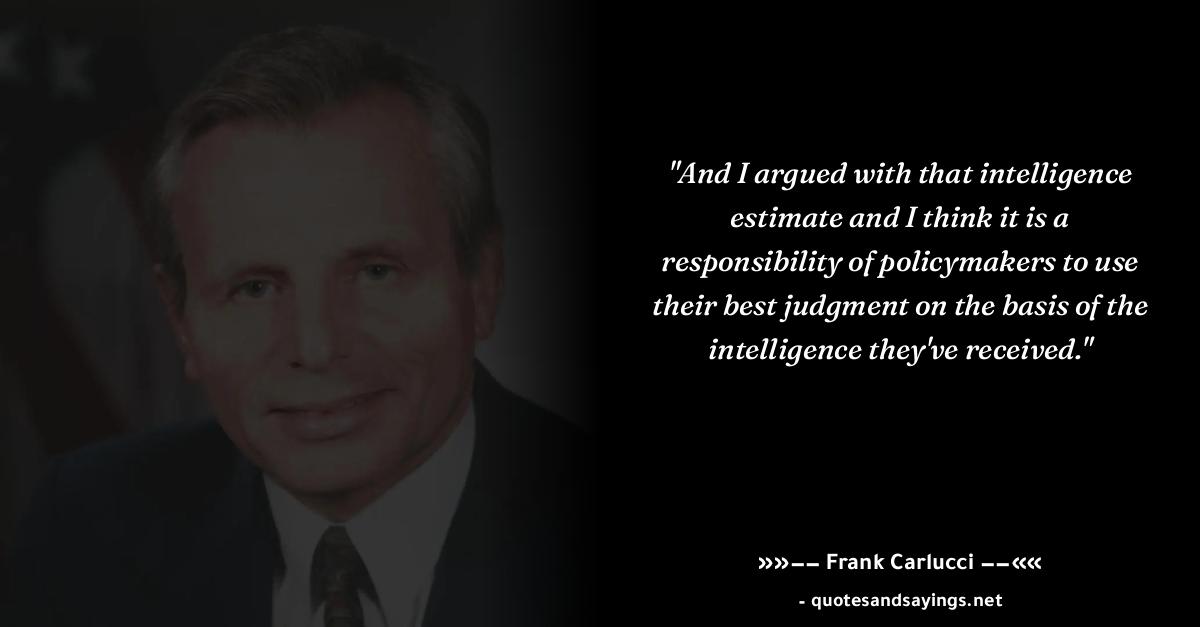 "And I argued with that intelligence
estimate and I think it is a
responsibility of policymakers to use
their best judgment on the basis of the
intelligence they've received."
»»−− Frank Carlucci −−««
- quotesandsayings.net